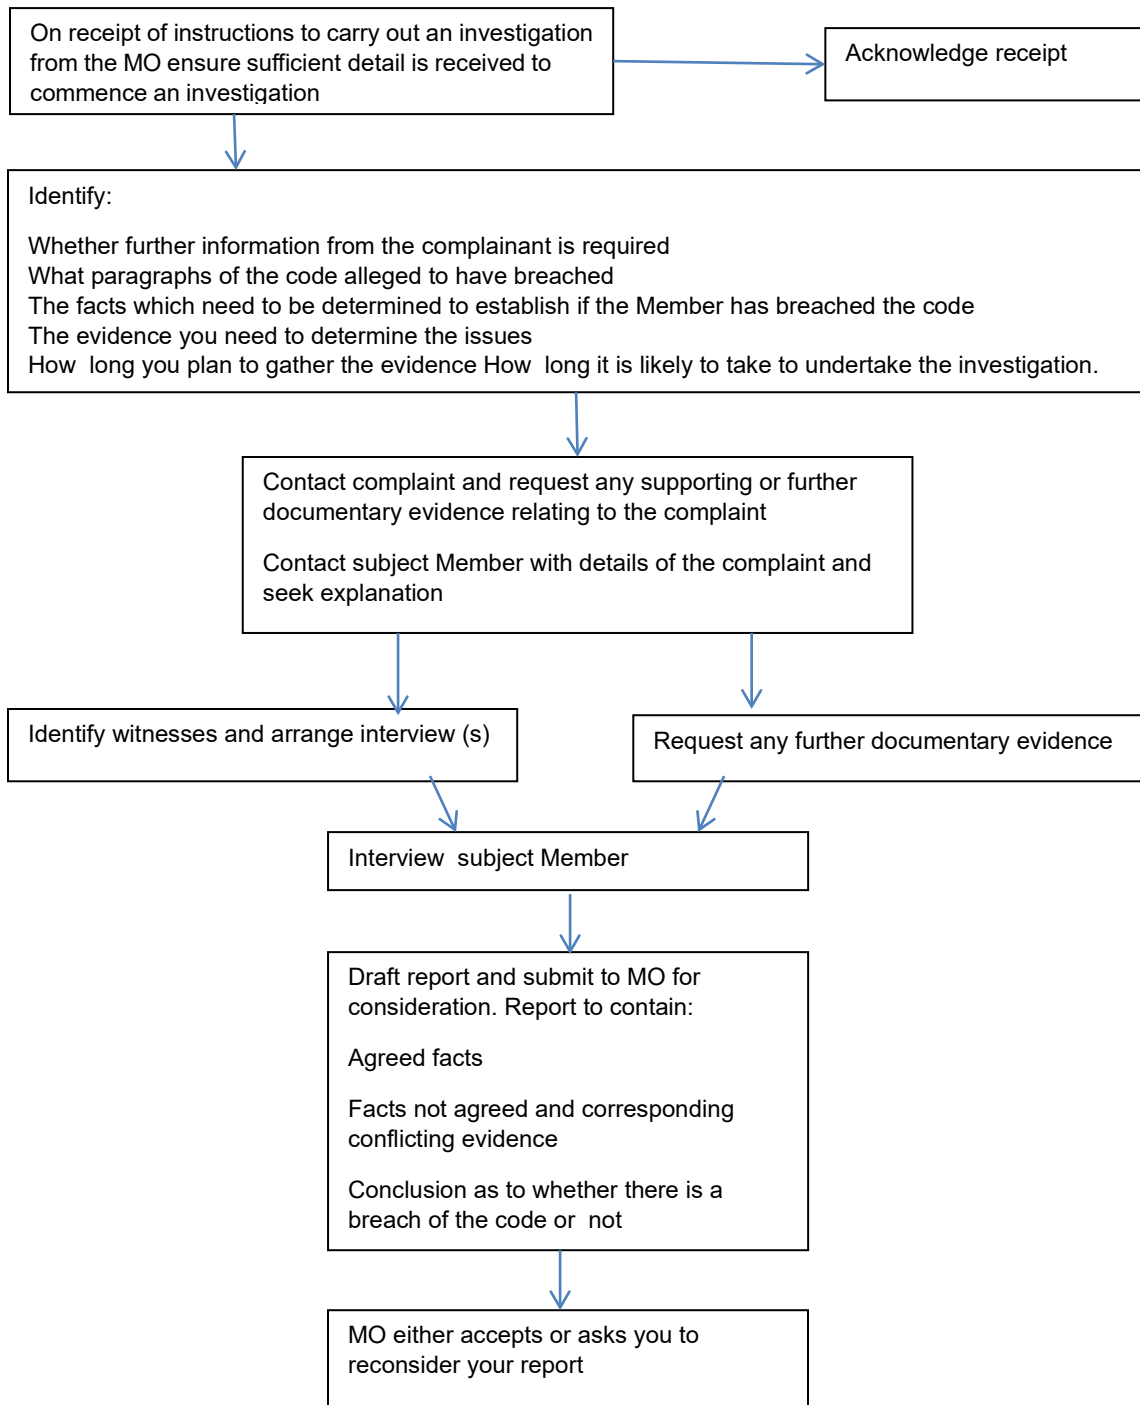 On receipt of instructions to carry out an investigation
from the MO ensure sufficient detail is received to
commence an investigation
Acknowledge receipt
Identify:
Whether further information from the complainant is required
What paragraphs of the code alleged to have breached
The facts which need to be determined to establish if the Member has breached the code
The evidence you need to determine the issues
How  long you plan to gather the evidence How  long it is likely to take to undertake the investigation.
Contact complaint and request any supporting or further
documentary evidence relating to the complaint
Contact subject Member with details of the complaint and
seek explanation
Identify witnesses and arrange interview (s)
Request any further documentary evidence
Interview  subject Member
Draft report and submit to MO for
consideration. Report to contain:
Agreed facts
Facts not agreed and corresponding
conflicting evidence
Conclusion as to whether there is a
breach of the code or  not
MO either accepts or asks you to
reconsider your report